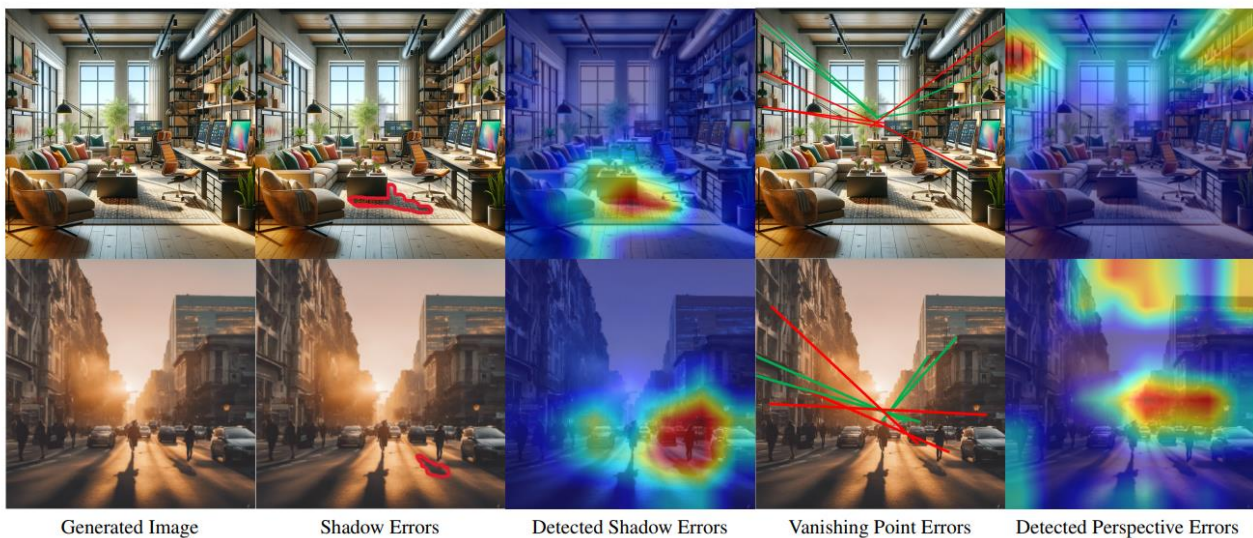 Generated Image
Shadow Errors
Detected Shadow Errors
Vanishing Point Errors
Detected Perspective Errors